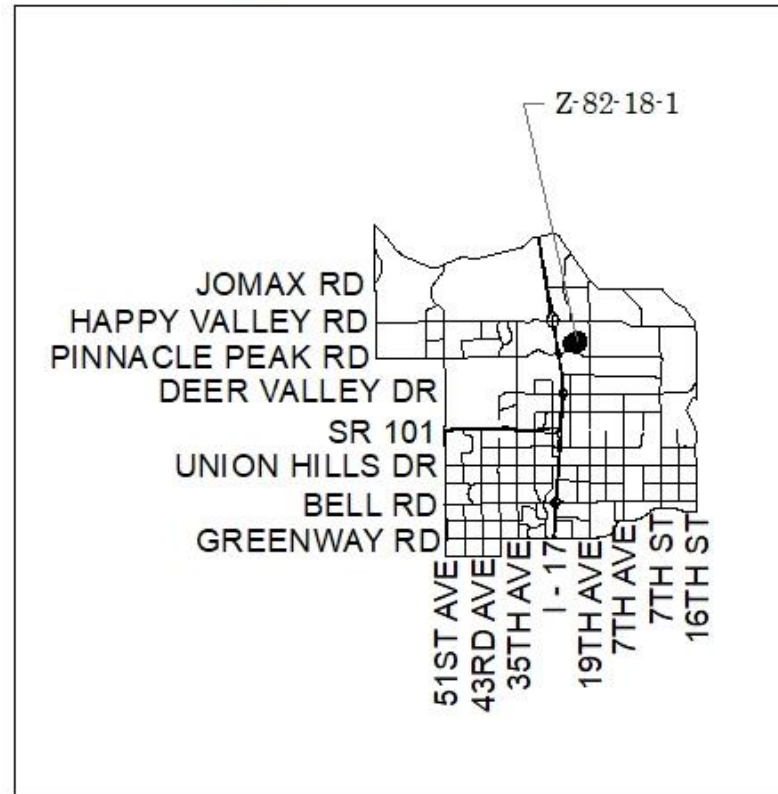 Z-82-18-1
JOMAX RD
HAPPY VALLEY RD
PINNACLE PEAK RD
DEER VALLEY DR
SR 101
UNION HILLS DR
BELL RD
GREENWAY RD
51ST AVE
43RD AVE
35TH AVE
I - 17
19TH AVE
7TH AVE
7TH ST
16TH ST